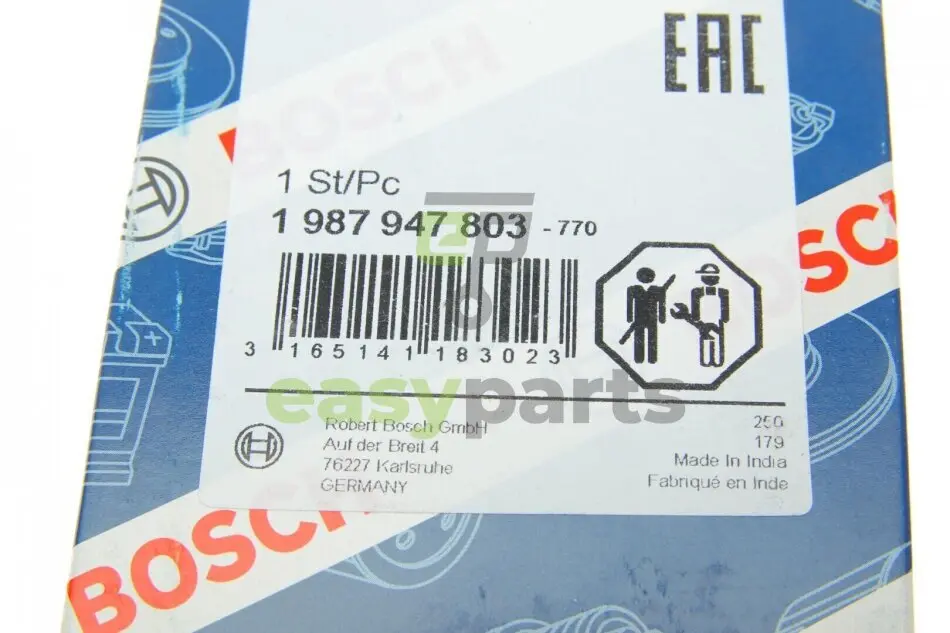 BOSCH
EAC
1 St/Pc
1 987 947 803 - 770
BOSCH
3 165141 183023
easyparts
Robert Bosch GmbH
Auf der Breit 4
76227 Karlsruhe
GERMANY
250
179
Made In India
Fabriqué en Inde
BOSCH